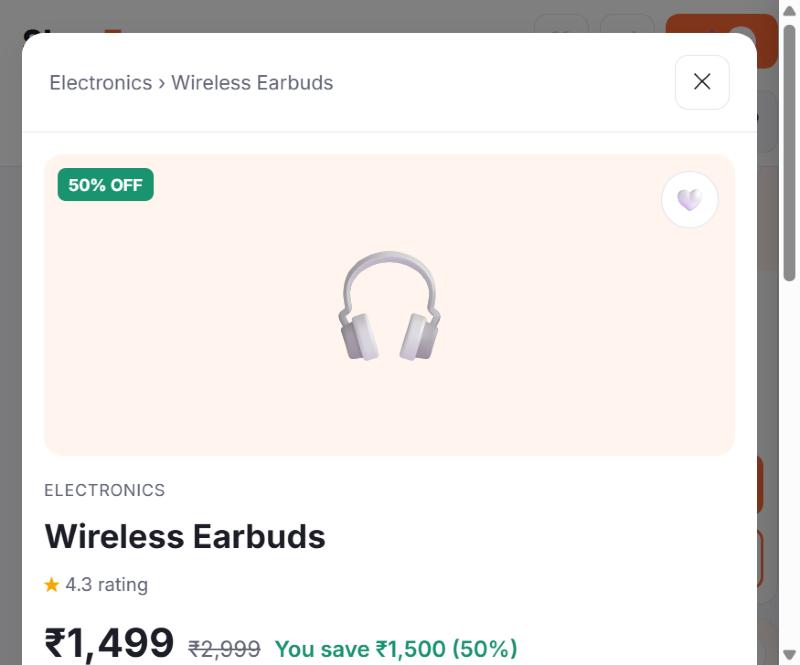 Electronics › Wireless Earbuds
50% OFF
ELECTRONICS
Wireless Earbuds
★ 4.3 rating
₹1,499 ₹2,999 You save ₹1,500 (50%)